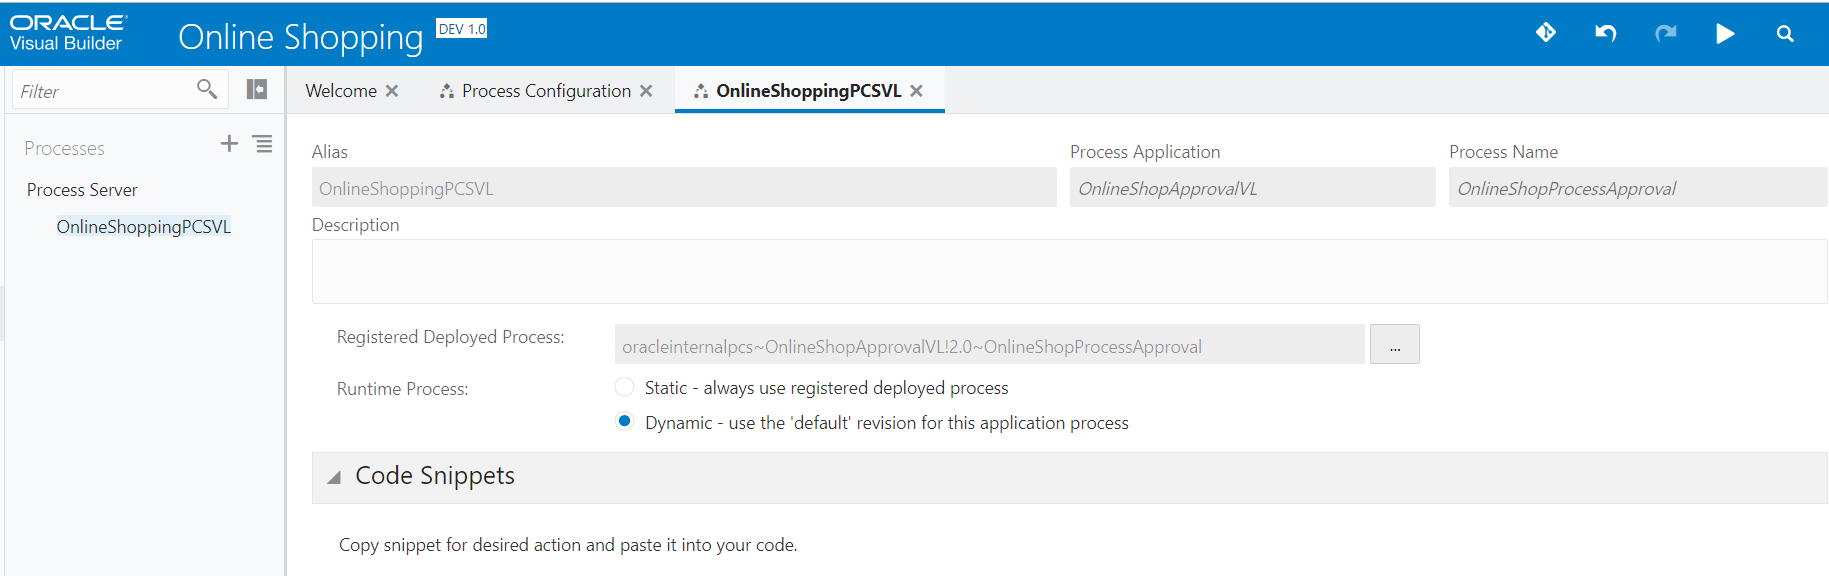 ORACLE®
Visual Builder
Online Shopping DEV 1.0
Filter
Welcome
Process Configuration
OnlineShoppingPCSVL
Processes
Process Server
OnlineShoppingPCSVL
Alias
Process Application
Process Name
OnlineShoppingPCSVL
OnlineShopApprovalVL
OnlineShopProcessApproval
Description
Registered Deployed Process:
oracleinternalpcs~OnlineShopApprovalVL!2.0~OnlineShopProcessApproval
...
Runtime Process:
Static - always use registered deployed process
Dynamic - use the 'default' revision for this application process
Code Snippets
Copy snippet for desired action and paste it into your code.